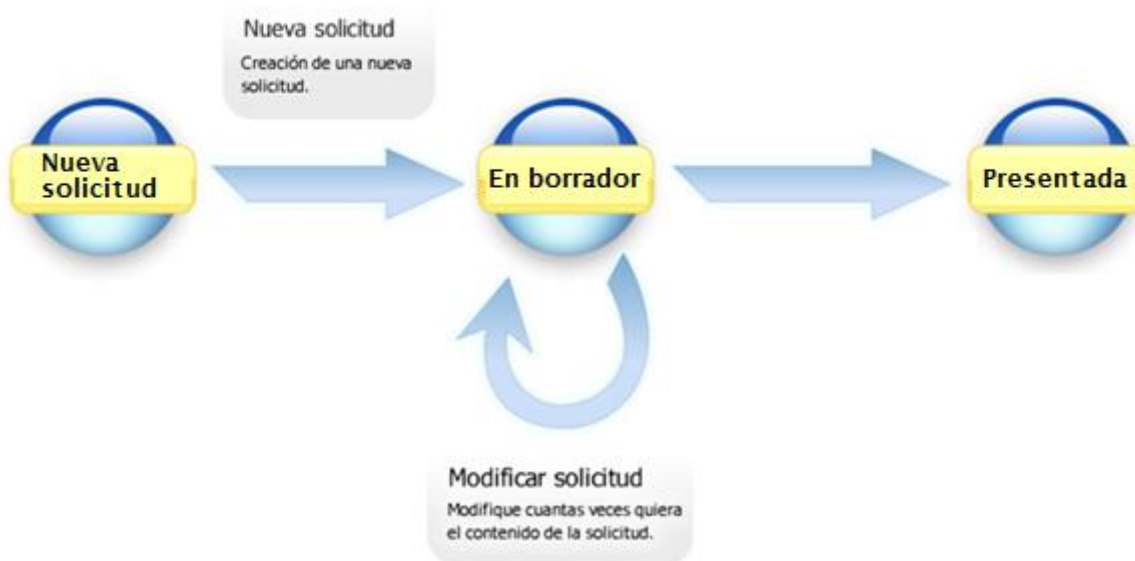 Nueva solicitud
Creación de una nueva
solicitud.
Nueva
solicitud
En borrador
Presentada
Modificar solicitud
Modifique cuantas veces quiera
el contenido de la solicitud.